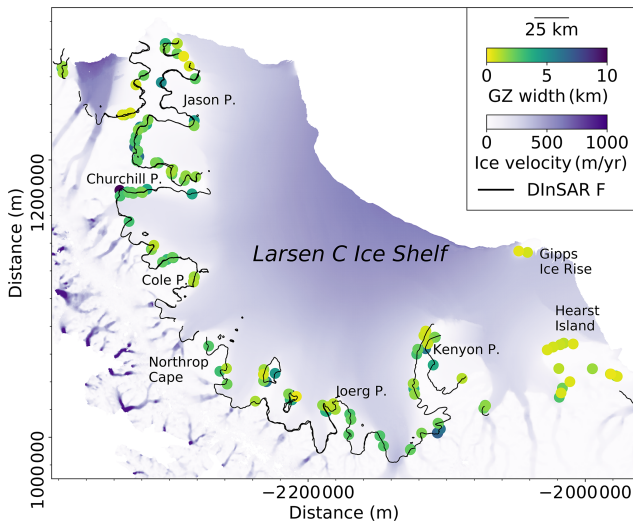 25 km
0 5 10
GZ width (km)
0 500 1000
Ice velocity (m/yr)
DInSAR F
Jason P.
Churchill P.
Larsen C Ice Shelf
Gipps
Ice Rise
Cole P.
Hearst
Island
Northrop
Cape
Kenyon P.
Joerg P.
1200000
1000000
Distance (m)
−2200000 −2000000
Distance (m)